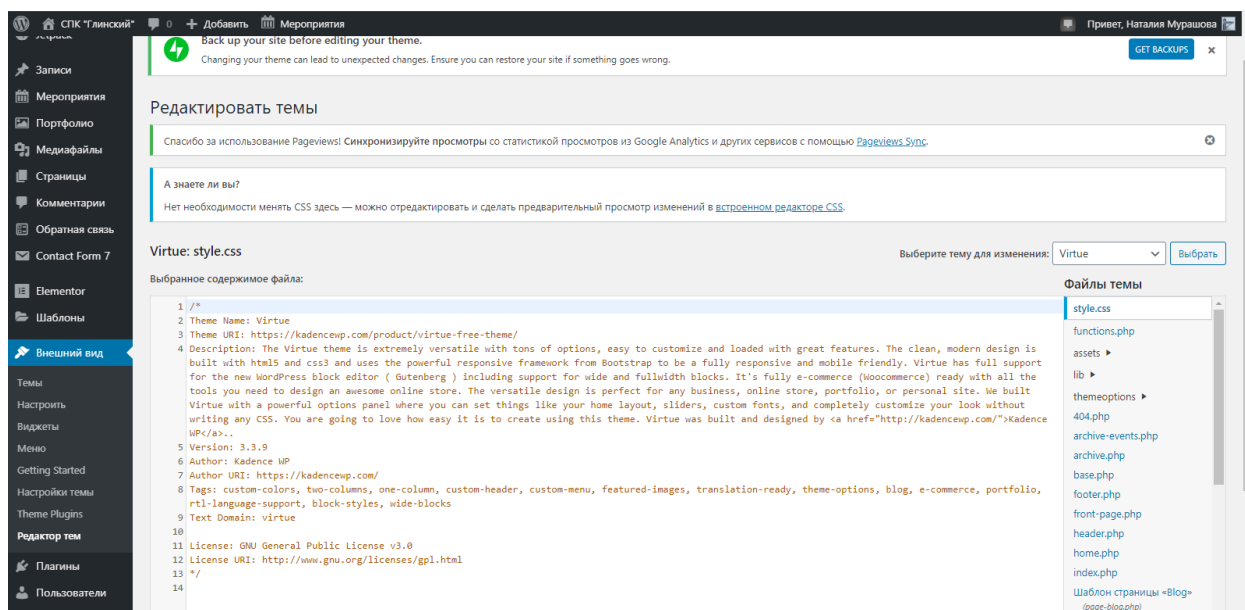 СПК "Глинский" 0 Добавить Мероприятия Привет, Наталия Мурашова
Jetpack
Записи
Мероприятия
Портфолио
Медиафайлы
Страницы
Комментарии
Обратная связь
Contact Form 7
Elementor
Шаблоны
Внешний вид
Темы
Настроить
Виджеты
Меню
Getting Started
Настройки темы
Theme Plugins
Редактор тем
Плагины
Пользователи
Back up your site before editing your theme.
Changing your theme can lead to unexpected changes. Ensure you can restore your site if something goes wrong.
GET BACKUPS x
Редактировать темы
Спасибо за использование Pageviews! Синхронизируйте просмотры со статистикой просмотров из Google Analytics и других сервисов с помощью Pageviews Sync.
А знаете ли вы?
Нет необходимости менять CSS здесь — можно отредактировать и сделать предварительный просмотр изменений в встроенном редакторе CSS.
Virtue: style.css
Выберите тему для изменения: Virtue Выбрать
Выбранное содержимое файла:
1 /*
2 Theme Name: Virtue
3 Theme URI: https://kadencewp.com/product/virtue-free-theme/
4 Description: The Virtue theme is extremely versatile with tons of options, easy to customize and loaded with great features. The clean, modern design is
built with html5 and css3 and uses the powerful responsive framework from Bootstrap to be a fully responsive and mobile friendly. Virtue has full support
for the new WordPress block editor ( Gutenberg ) including support for wide and fullwidth blocks. It's fully e-commerce (Woocommerce) ready with all the
tools you need to design an awesome online store. The versatile design is perfect for any business, online store, portfolio, or personal site. We built
Virtue with a powerful options panel where you can set things like your home layout, sliders, custom fonts, and completely customize your look without
writing any CSS. You are going to love how easy it is to create using this theme. Virtue was built and designed by <a href="http://kadencewp.com/">Kadence
WP</a>..
5 Version: 3.3.9
6 Author: Kadence WP
7 Author URI: https://kadencewp.com/
8 Tags: custom-colors, two-columns, one-column, custom-header, custom-menu, featured-images, translation-ready, theme-options, blog, e-commerce, portfolio,
rtl-language-support, block-styles, wide-blocks
9 Text Domain: virtue
10
11 License: GNU General Public License v3.0
12 License URI: http://www.gnu.org/licenses/gpl.html
13 */
14
Файлы темы
style.css
functions.php
assets
lib
themeoptions
404.php
archive-events.php
archive.php
base.php
footer.php
front-page.php
header.php
home.php
index.php
Шаблон страницы «Blog»
(page-blog.php)